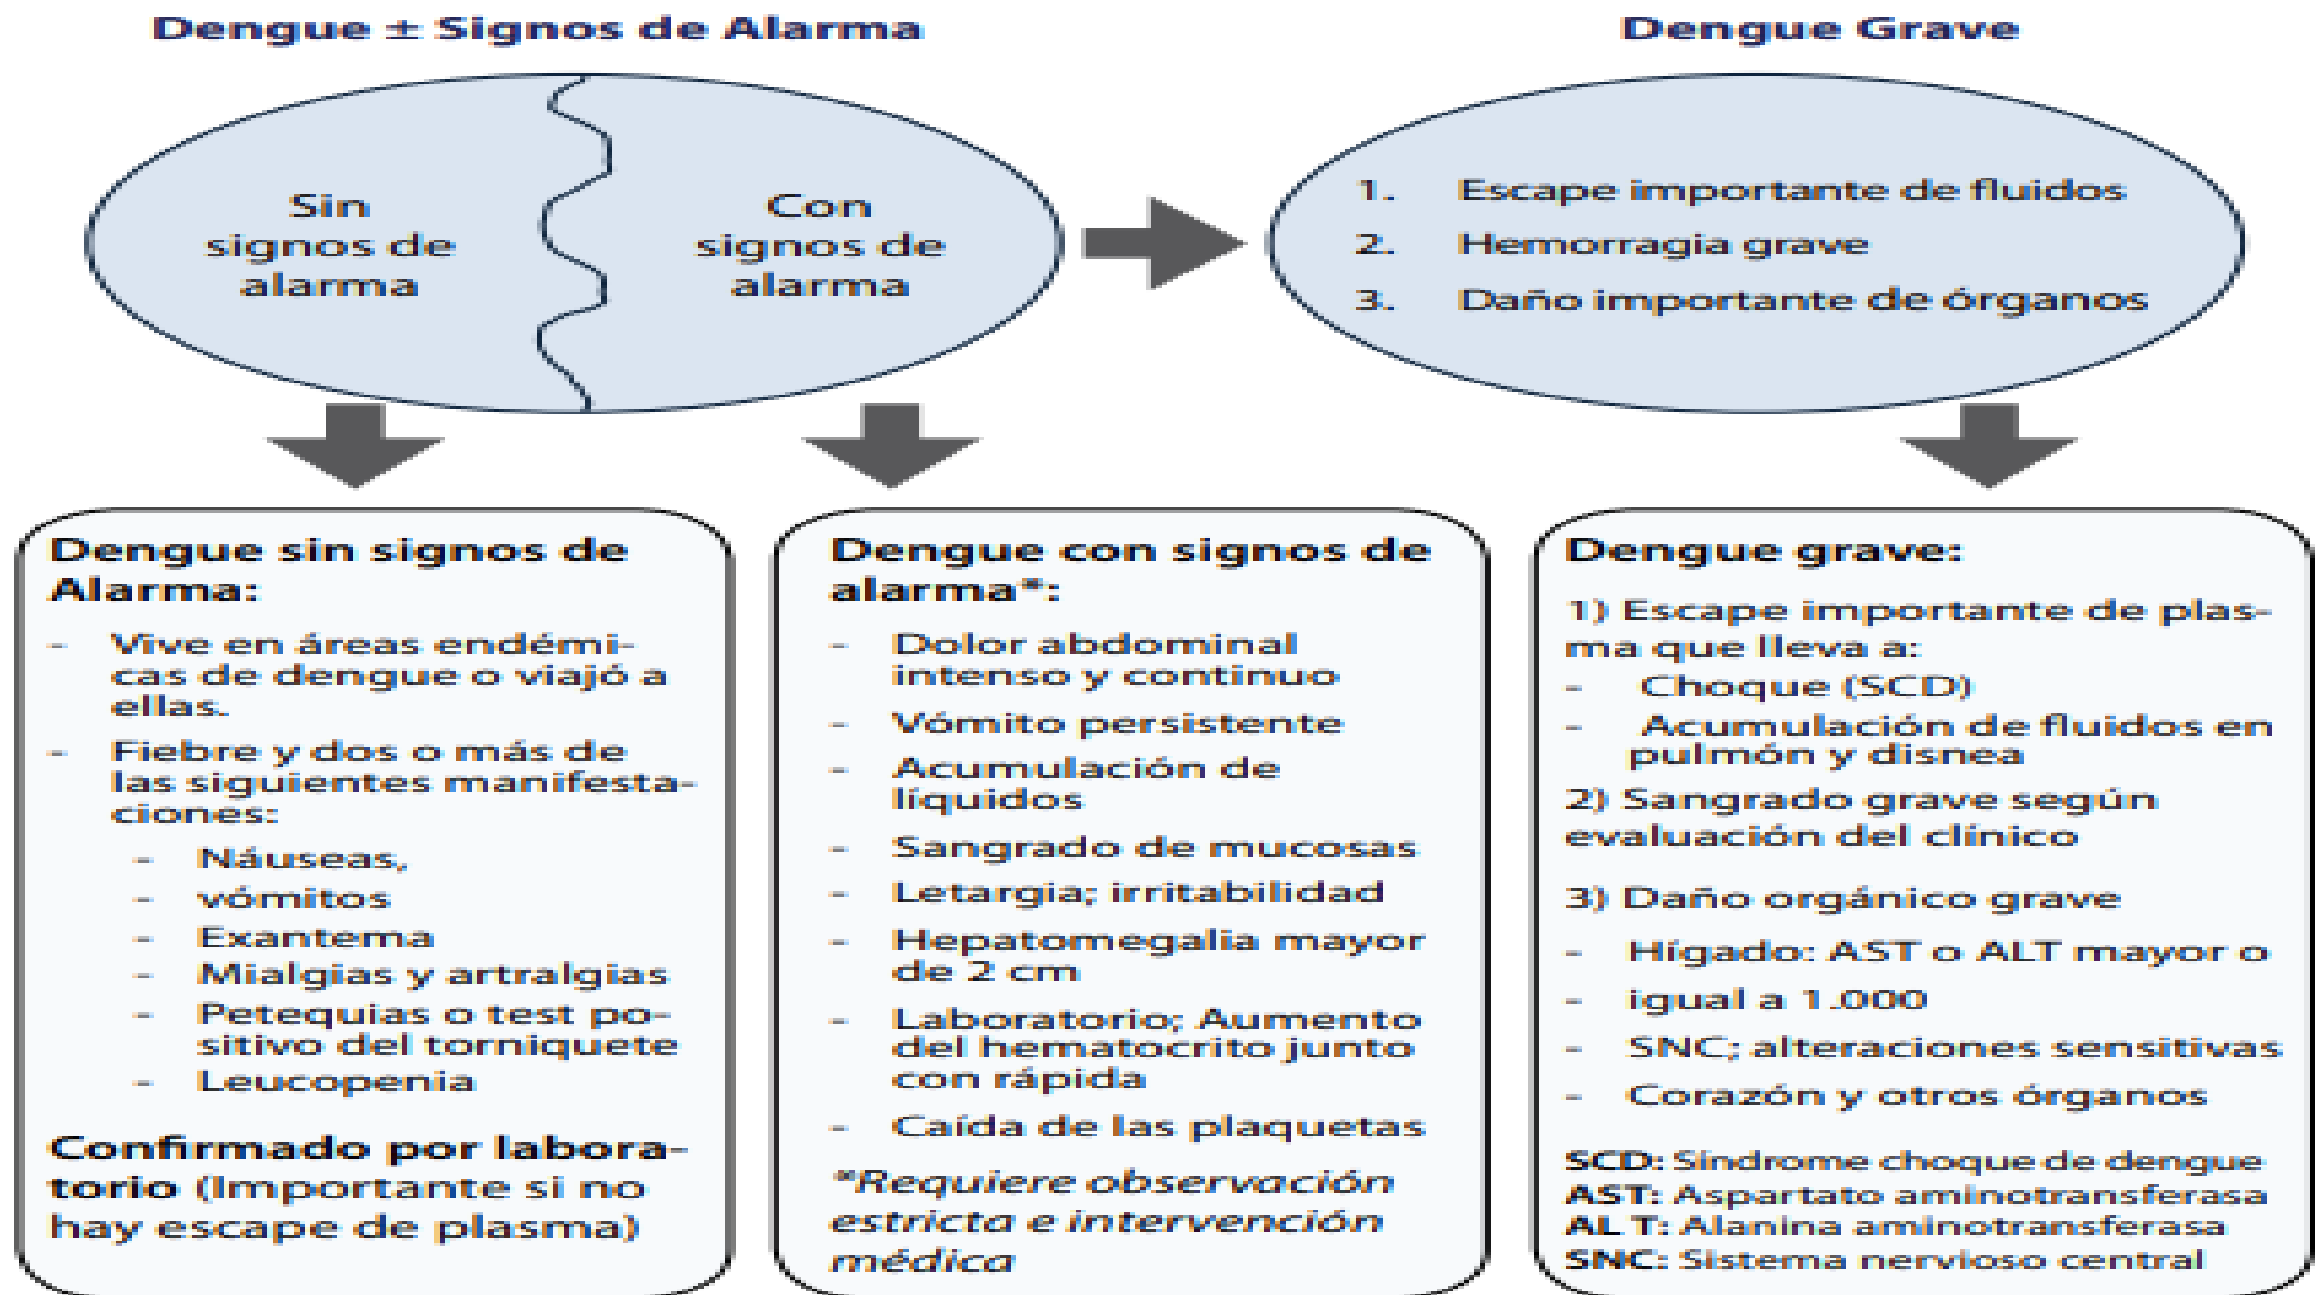 Dengue ± Signos de Alarma
Dengue Grave
Sin
signos de
alarma
Con
signos de
alarma
1. Escape importante de fluidos
2. Hemorragia grave
3. Daño importante de órganos
Dengue sin signos de
Alarma:
- Vive en áreas endémi-
cas de dengue o viajó a
ellas.
- Fiebre y dos o más de
las siguientes manifesta-
ciones:
- Náuseas,
- vómitos
- Exantema
- Mialgias y artralgias
- Petequias o test po-
sitivo del torniquete
- Leucopenia
Confirmado por labora-
torio (Importante si no
hay escape de plasma)
Dengue con signos de
alarma*:
- Dolor abdominal
intenso y continuo
- Vómito persistente
- Acumulación de
líquidos
- Sangrado de mucosas
- Letargia; irritabilidad
- Hepatomegalia mayor
de 2 cm
- Laboratorio; Aumento
del hematocrito junto
con rápida
- Caída de las plaquetas
*Requiere observación
estricta e intervención
médica
Dengue grave:
1) Escape importante de plas-
ma que lleva a:
- Choque (SCD)
- Acumulación de fluidos en
pulmón y disnea
2) Sangrado grave según
evaluación del clínico
3) Daño orgánico grave
- Hígado: AST o ALT mayor o
- igual a 1.000
- SNC; alteraciones sensitivas
- Corazón y otros órganos
SCD: Síndrome choque de dengue
AST: Aspartato aminotransferasa
ALT: Alanina aminotransferasa
SNC: Sistema nervioso central